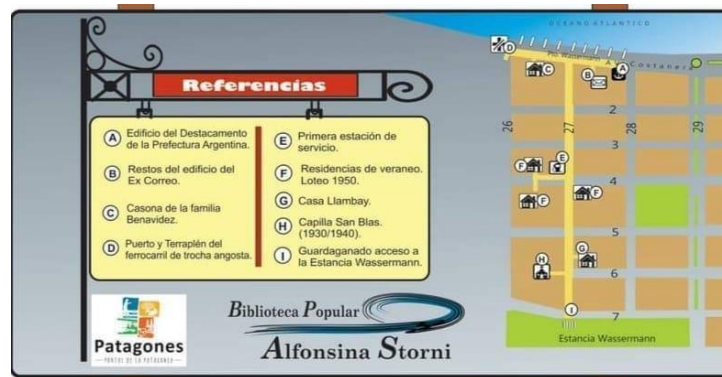 Referencias
A Edificio del Destacamento
de la Prefectura Argentina.
B Restos del edificio del
Ex Correo.
C Casona de la familia
Benavidez.
D Puerto y Terraplén del
ferrocarril de trocha angosta.
E Primera estación de
servicio.
F Residencias de veraneo.
Loteo 1950.
G Casa Llambay.
H Capilla San Blas.
(1930/1940).
I Guardaganado acceso a
la Estancia Wassermann.
Patagones
Biblioteca Popular
Alfonsina Storni
OCEANO ATLANTICO
D
Wassermann
Av. Costanera
C
B
A
26
27
28
29
2
3
F
E
4
F
F
5
G
H
6
I
7
Estancia Wassermann